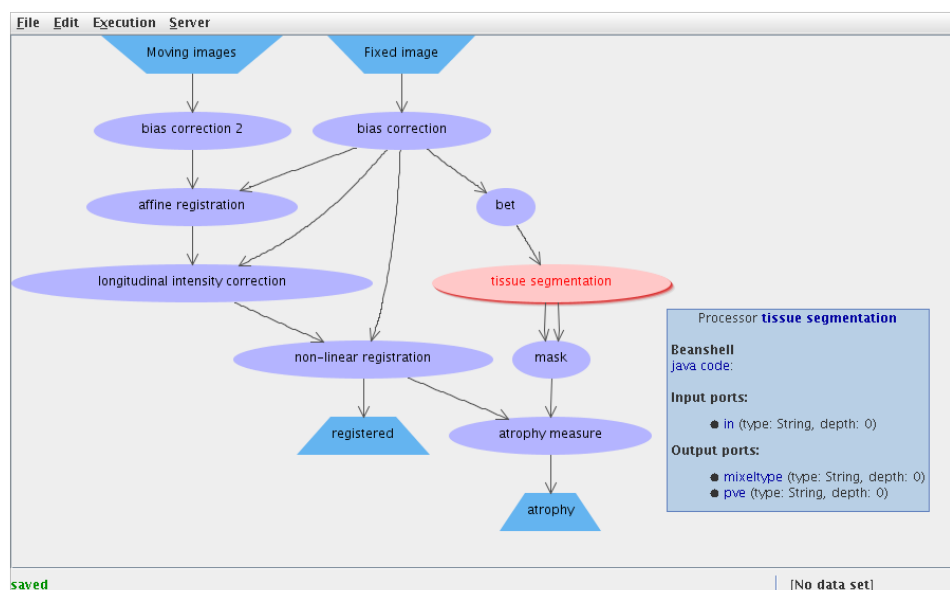 File Edit Execution Server
Moving images
Fixed image
bias correction 2
bias correction
affine registration
bet
longitudinal intensity correction
tissue segmentation
non-linear registration
mask
registered
atrophy measure
atrophy
Processor tissue segmentation
Beanshell
java code:
Input ports:
● in (type: String, depth: 0)
Output ports:
● mixeltype (type: String, depth: 0)
● pve (type: String, depth: 0)
saved
[No data set]